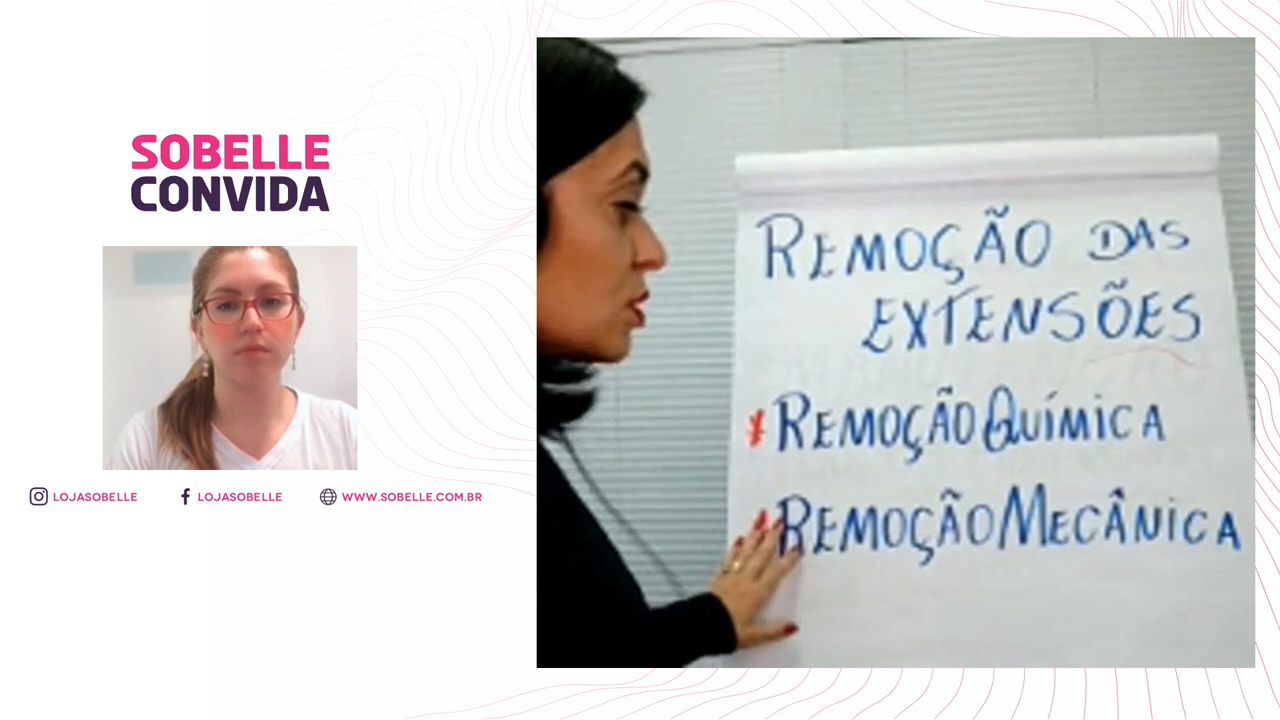 SOBELLE
CONVIDA
LOJASOBELLE
LOJASOBELLE
WWW.SOBELLE.COM.BR
REMOÇÃO DAS
EXTENSÕES
* REMOÇÃO QUÍMICA
* REMOÇÃO MECÂNICA